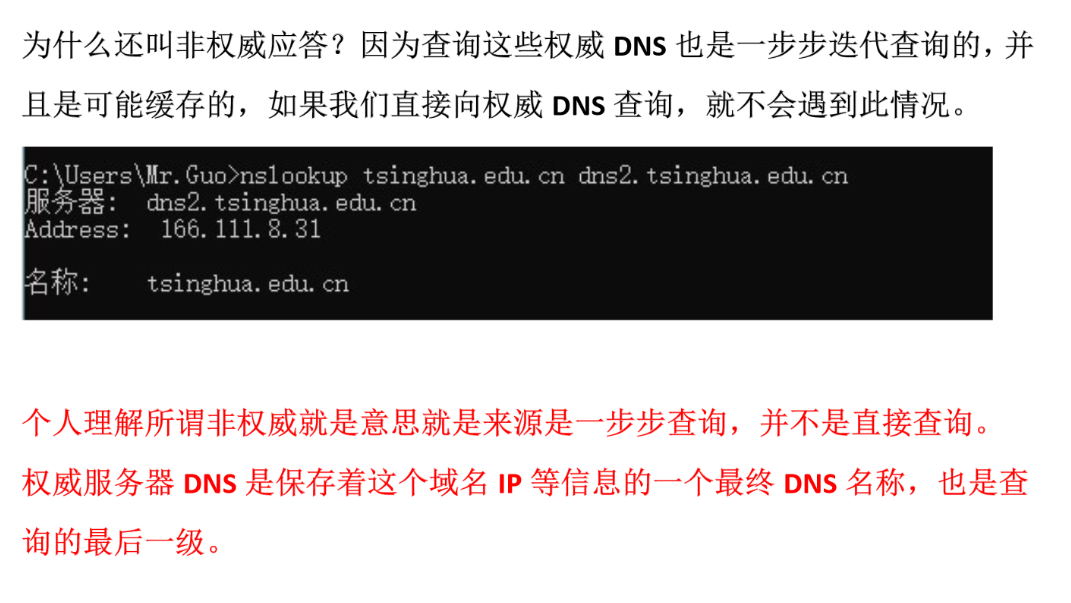 为什么还叫非权威应答？因为查询这些权威 DNS 也是一步步迭代查询的，并
且是可能缓存的，如果我们直接向权威 DNS 查询，就不会遇到此情况。
C:\Users\Mr.Guo>nslookup tsinghua.edu.cn dns2.tsinghua.edu.cn
服务器:  dns2.tsinghua.edu.cn
Address:  166.111.8.31
名称:    tsinghua.edu.cn
个人理解所谓非权威就是意思就是来源是一步步查询，并不是直接查询。
权威服务器 DNS 是保存着这个域名 IP 等信息的一个最终 DNS 名称，也是查
询的最后一级。